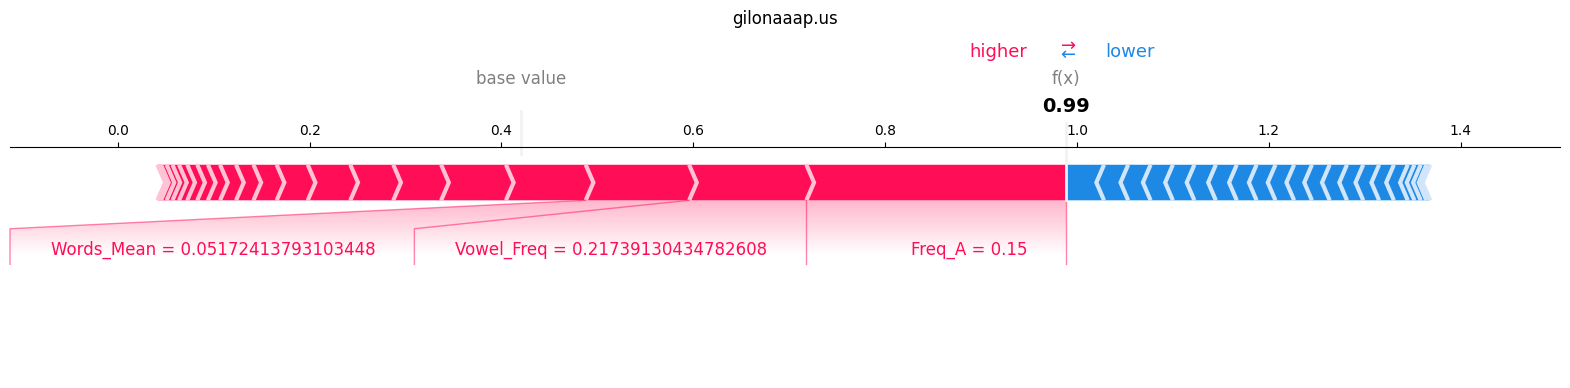 gilonaaap.us
higher ⇄ lower
base value f(x)
0.99
0.0 0.2 0.4 0.6 0.8 1.0 1.2 1.4
Words_Mean = 0.05172413793103448 Vowel_Freq = 0.21739130434782608 Freq_A = 0.15